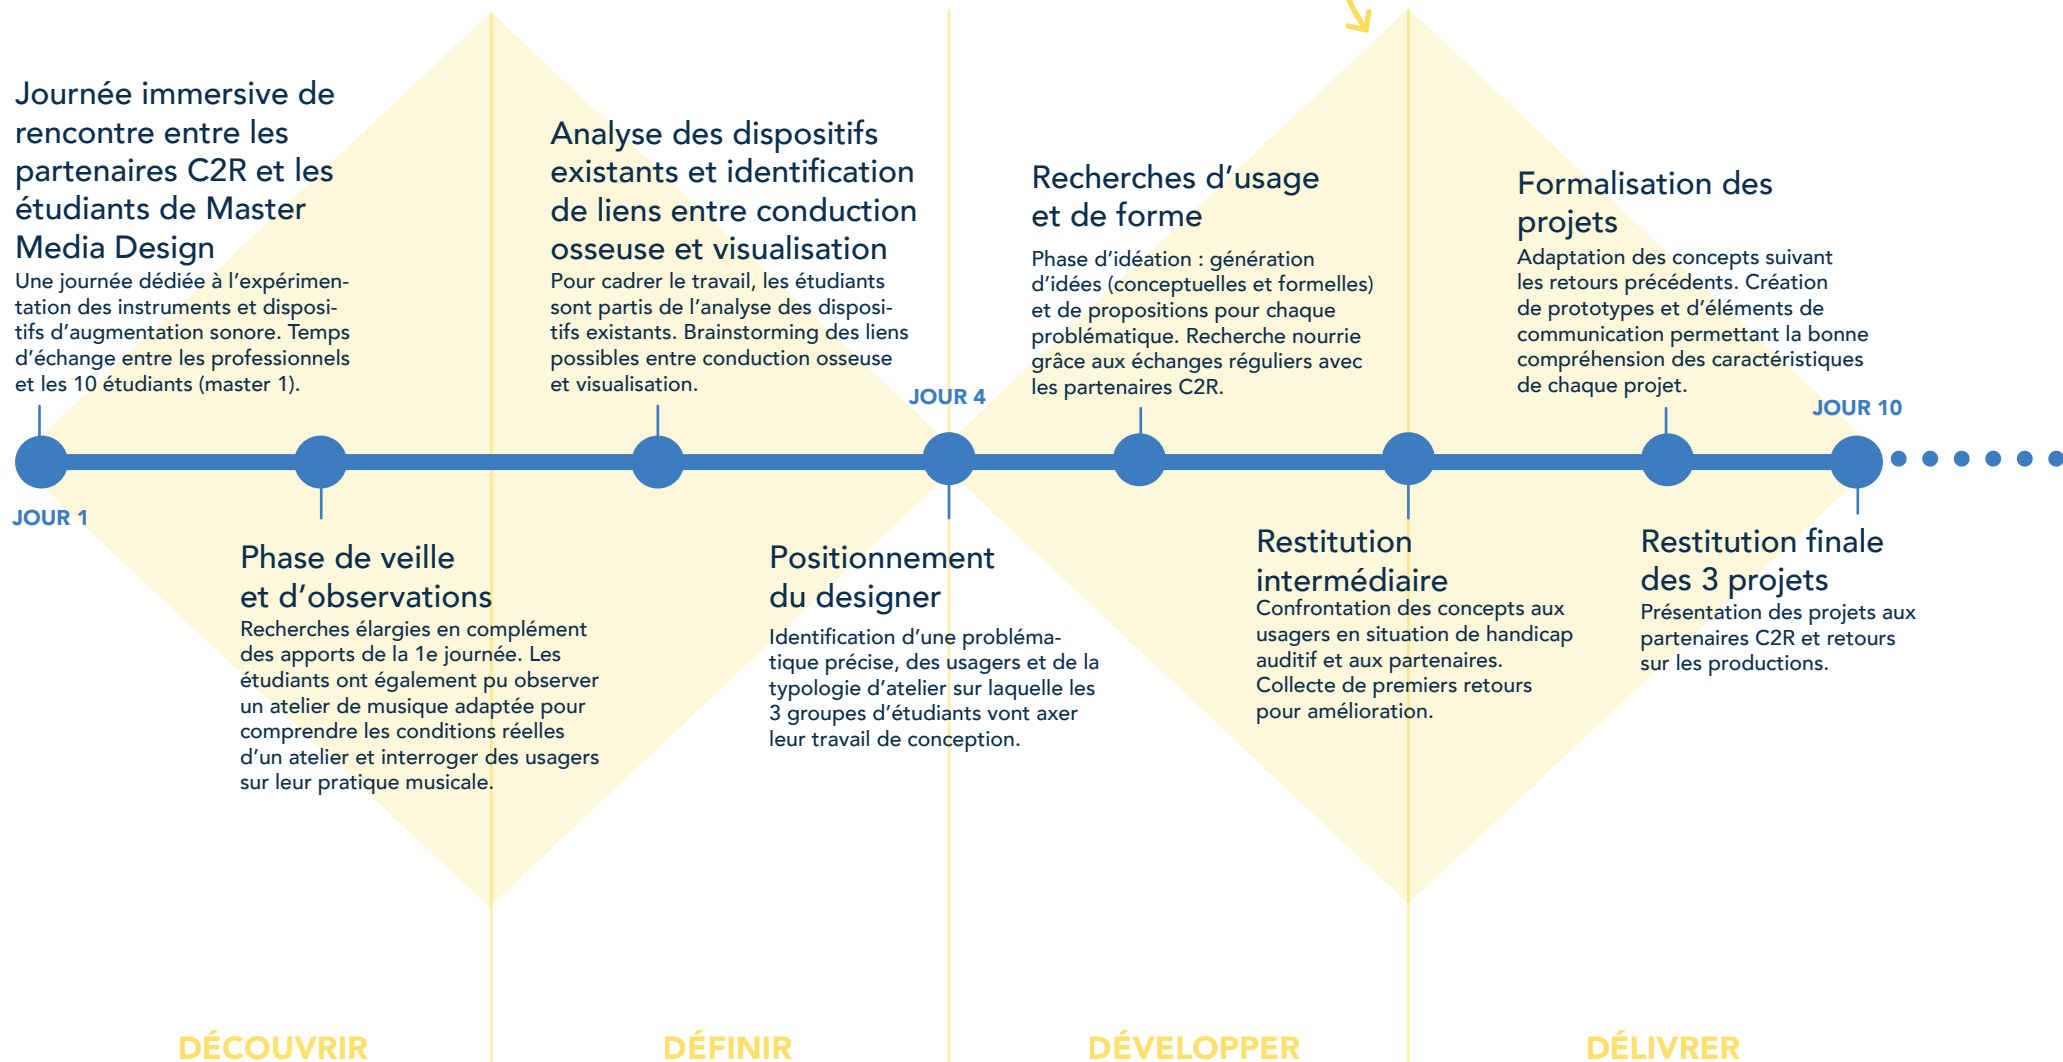 Journée immersive de
rencontre entre les
partenaires C2R et les
étudiants de Master
Media Design
Une journée dédiée à l'expérimen-
tation des instruments et disposi-
tifs d'augmentation sonore. Temps
d'échange entre les professionnels
et les 10 étudiants (master 1).
JOUR 1
Phase de veille
et d'observations
Recherches élargies en complément
des apports de la 1e journée. Les
étudiants ont également pu observer
un atelier de musique adaptée pour
comprendre les conditions réelles
d'un atelier et interroger des usagers
sur leur pratique musicale.
Analyse des dispositifs
existants et identification
de liens entre conduction
osseuse et visualisation
Pour cadrer le travail, les étudiants
sont partis de l'analyse des disposi-
tifs existants. Brainstorming des liens
possibles entre conduction osseuse
et visualisation.
JOUR 4
Positionnement
du designer
Identification d'une probléma-
tique précise, des usagers et de la
typologie d'atelier sur laquelle les
3 groupes d'étudiants vont axer
leur travail de conception.
Recherches d'usage
et de forme
Phase d'idéation : génération
d'idées (conceptuelles et formelles)
et de propositions pour chaque
problématique. Recherche nourrie
grâce aux échanges réguliers avec
les partenaires C2R.
Restitution
intermédiaire
Confrontation des concepts aux
usagers en situation de handicap
auditif et aux partenaires.
Collecte de premiers retours
pour amélioration.
Formalisation des
projets
Adaptation des concepts suivant
les retours précédents. Création
de prototypes et d'éléments de
communication permettant la bonne
compréhension des caractéristiques
de chaque projet.
JOUR 10
Restitution finale
des 3 projets
Présentation des projets aux
partenaires C2R et retours
sur les productions.
DÉCOUVRIR
DÉFINIR
DÉVELOPPER
DÉLIVRER